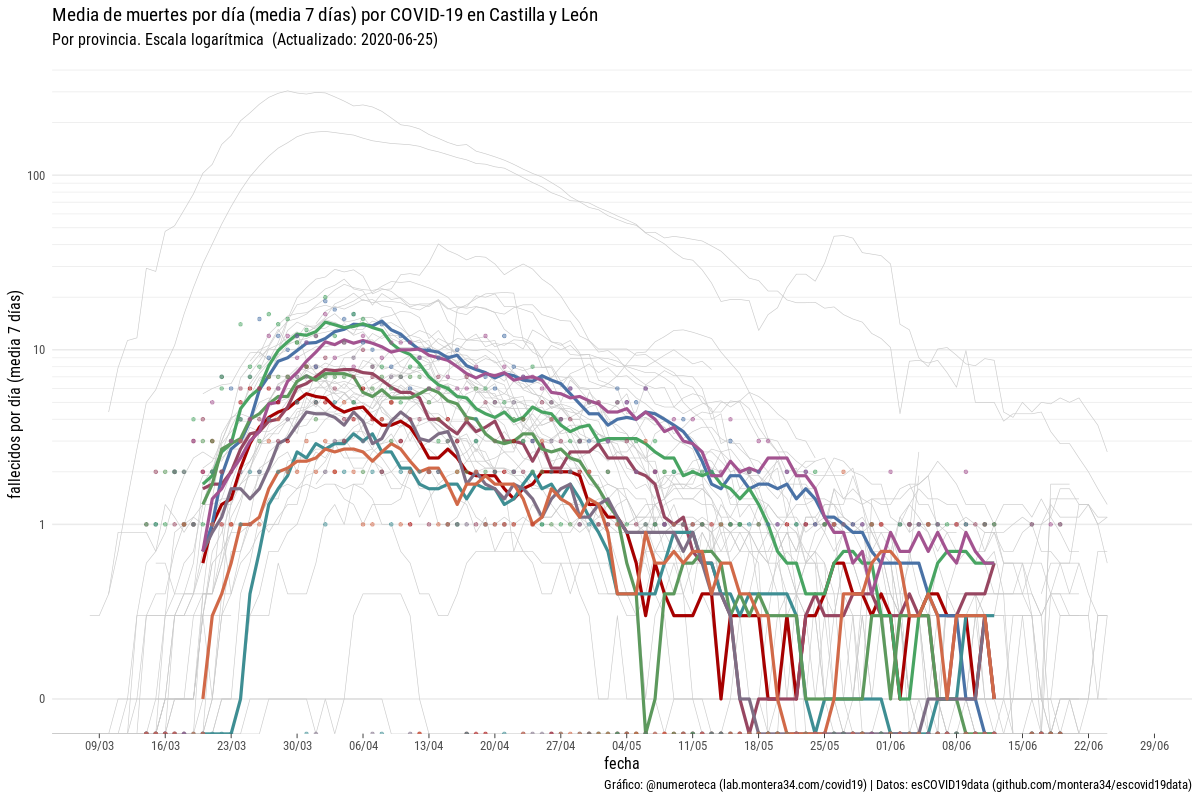 Media de muertes por día (media 7 días) por COVID-19 en Castilla y León
Por provincia. Escala logarítmica  (Actualizado: 2020-06-25)
fallecidos por día (media  7 días)
100
10
1
0
09/03 16/03 23/03 30/03 06/04 13/04 20/04 27/04 04/05 11/05 18/05 25/05 01/06 08/06 15/06 22/06 29/06
fecha
Gráfico: @numeroteca (lab.montera34.com/covid19) | Datos: esCOVID19data (github.com/montera34/escovid19data)